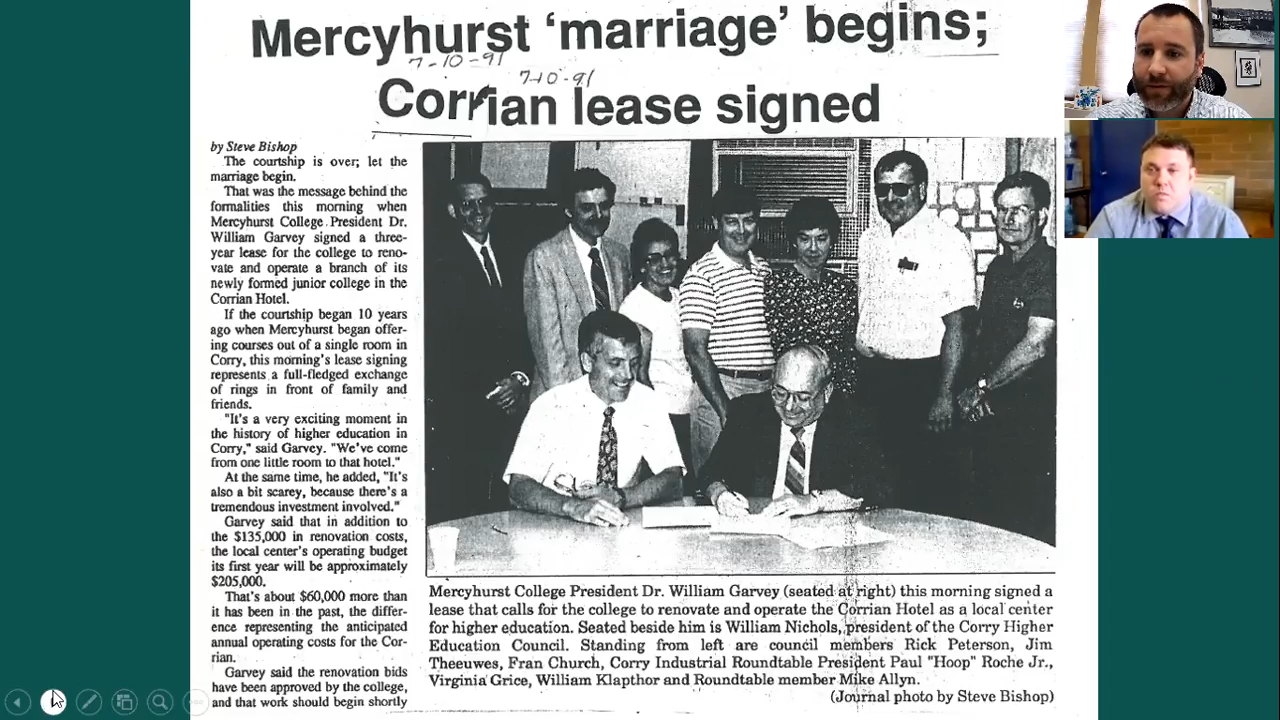 Mercyhurst 'marriage' begins;
7-10-91
7-10-91
Corrian lease signed
by Steve Bishop
The courtship is over; let the
marriage begin.
That was the message behind the
formalities this morning when
Mercyhurst College President Dr.
William Garvey signed a three-
year lease for the college to reno-
vate and operate a branch of its
newly formed junior college in the
Corrian Hotel.
If the courtship began 10 years
ago when Mercyhurst began offer-
ing courses out of a single room in
Corry, this morning's lease signing
represents a full-fledged exchange
of rings in front of family and
friends.
"It's a very exciting moment in
the history of higher education in
Corry," said Garvey. "We've come
from one little room to that hotel."
At the same time, he added, "It's
also a bit scarey, because there's a
tremendous investment involved."
Garvey said that in addition to
the $135,000 in renovation costs,
the local center's operating budget
its first year will be approximately
$205,000.
That's about $60,000 more than
it has been in the past, the differ-
ence representing the anticipated
annual operating costs for the Cor-
rian.
Garvey said the renovation bids
have been approved by the college,
and that work should begin shortly
Mercyhurst College President Dr. William Garvey (seated at right) this morning signed a
lease that calls for the college to renovate and operate the Corrian Hotel as a local center
for higher education. Seated beside him is William Nichols, president of the Corry Higher
Education Council. Standing from left are council members Rick Peterson, Jim
Theeuwes, Fran Church, Corry Industrial Roundtable President Paul "Hoop" Roche Jr.,
Virginia Grice, William Klapthor and Roundtable member Mike Allyn.
(Journal photo by Steve Bishop)